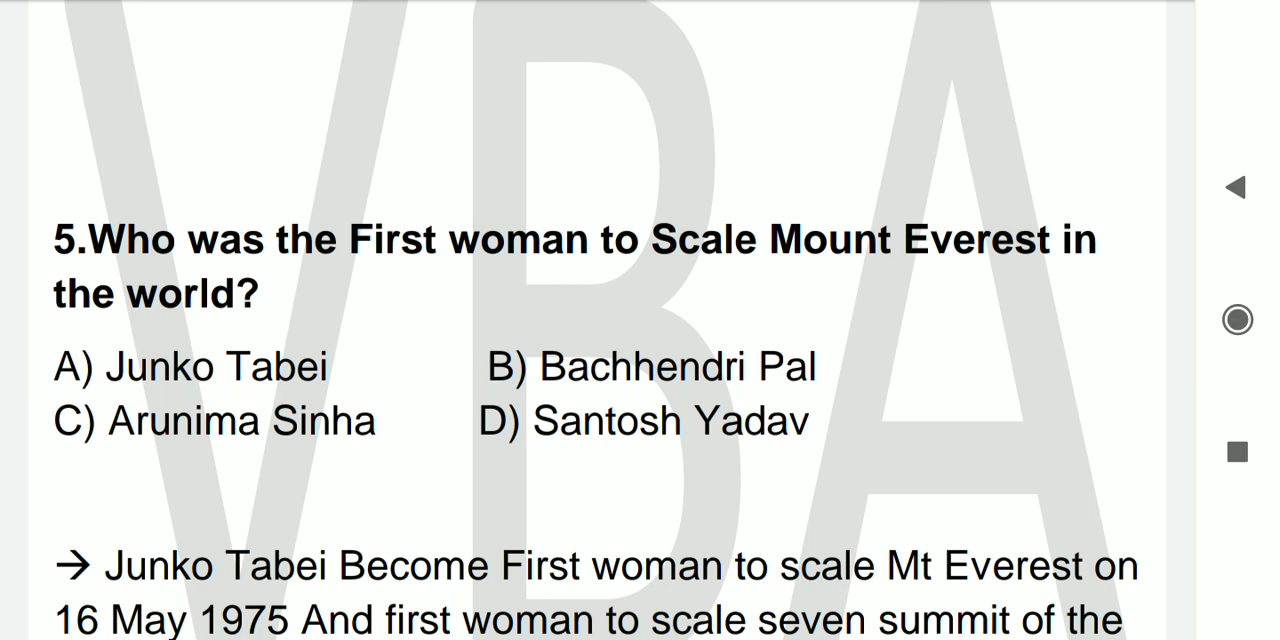 VBA
5.Who was the First woman to Scale Mount Everest in
the world?
A) Junko Tabei B) Bachhendri Pal
C) Arunima Sinha D) Santosh Yadav
→ Junko Tabei Become First woman to scale Mt Everest on
16 May 1975 And first woman to scale seven summit of the